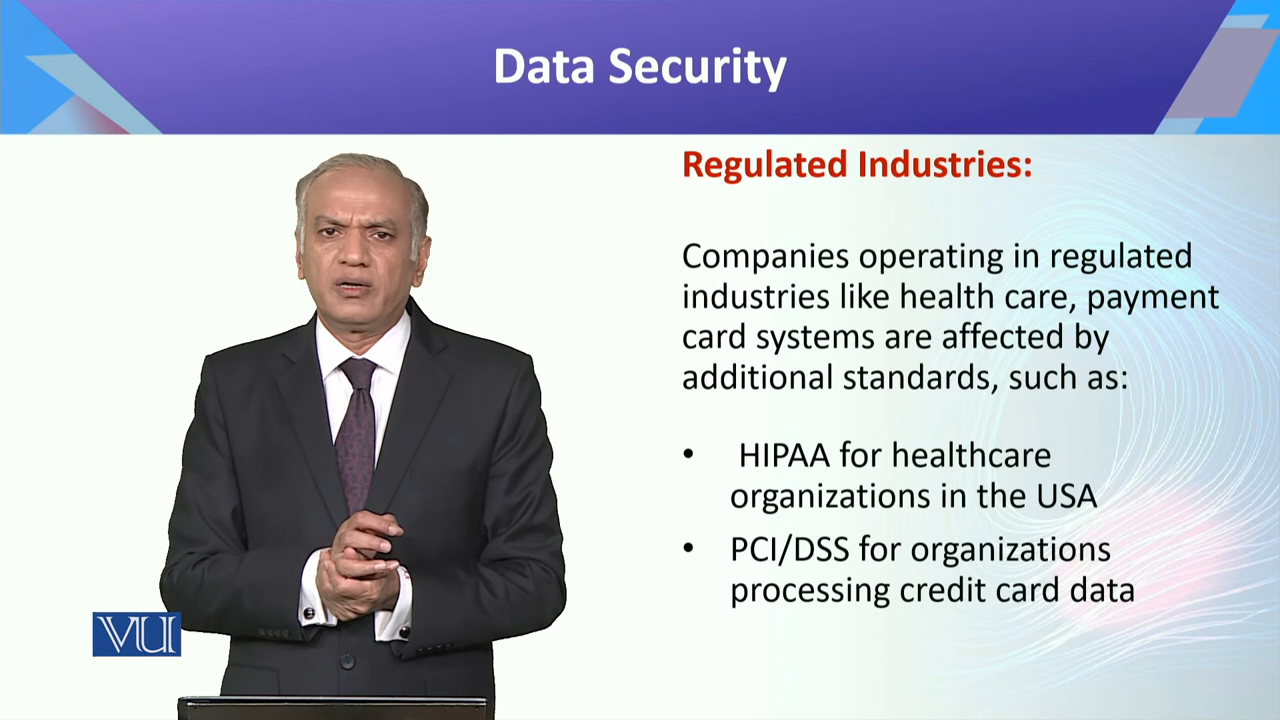 Data Security
Regulated Industries:
Companies operating in regulated
industries like health care, payment
card systems are affected by
additional standards, such as:
• HIPAA for healthcare
organizations in the USA
• PCI/DSS for organizations
processing credit card data
VU